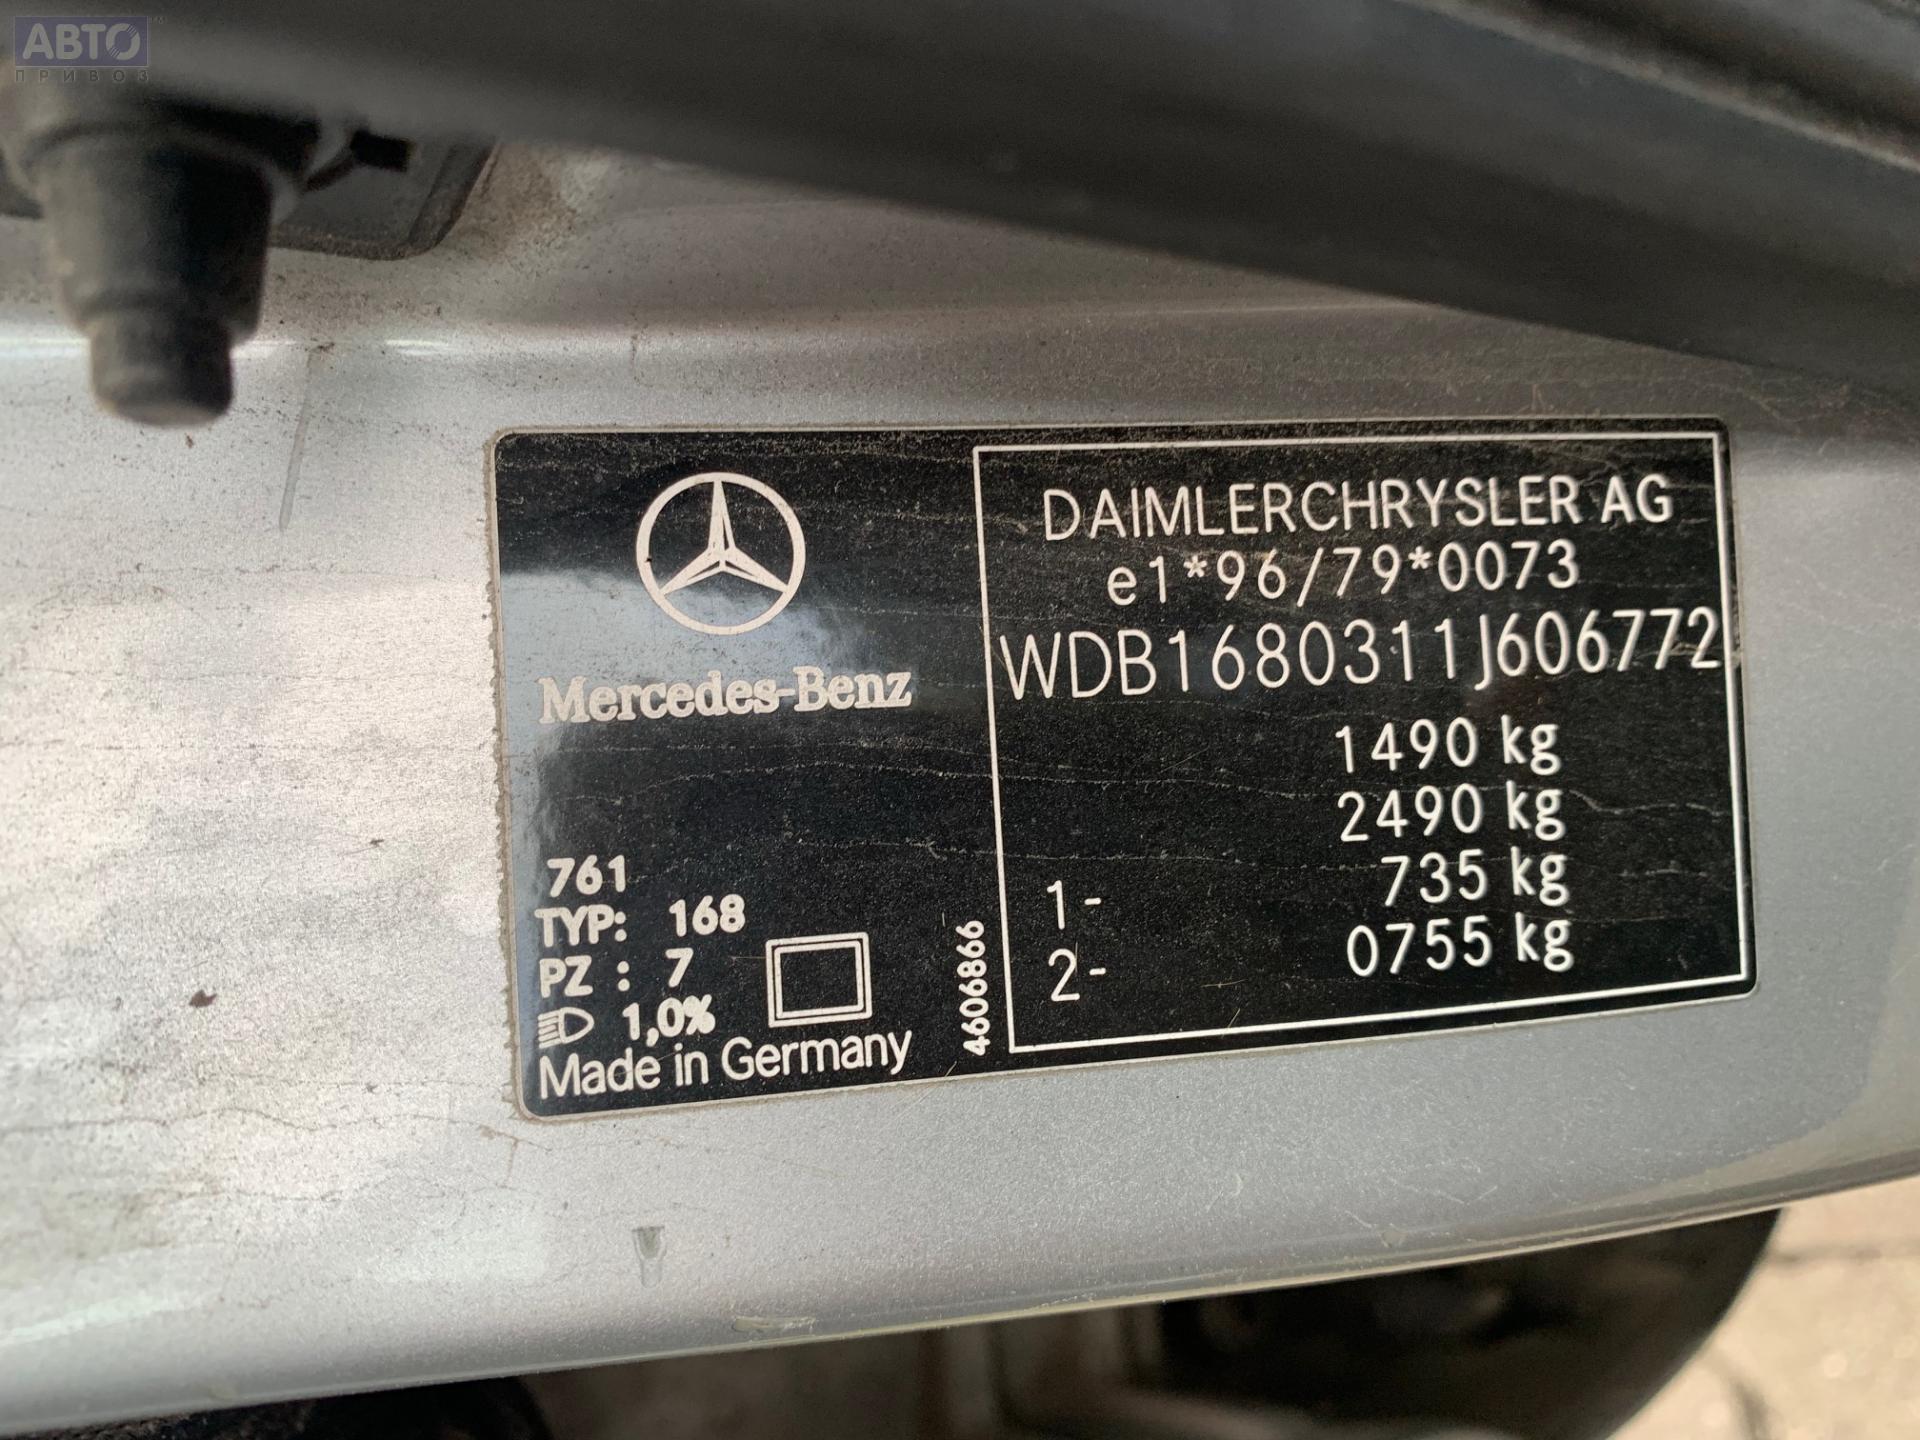 АВТО
ПРИВОЗ
Mercedes-Benz
761
TYP: 168
PZ : 7
1,0%
Made in Germany
4606866
DAIMLERCHRYSLER AG
e1*96/79*0073
WDB1680311J606772
1490 kg
2490 kg
1- 735 kg
2- 0755 kg